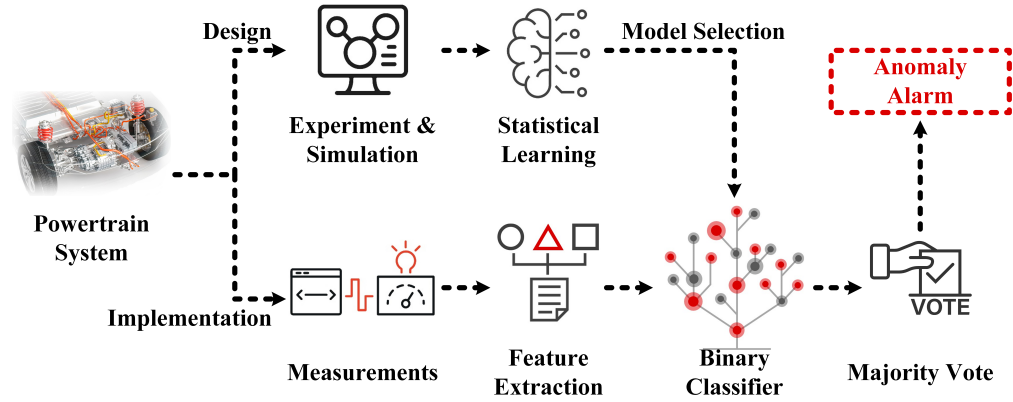 Design
Model Selection
Anomaly
Alarm
Experiment &
Simulation
Statistical
Learning
Powertrain
System
Implementation
VOTE
Measurements
Feature
Extraction
Binary
Classifier
Majority Vote